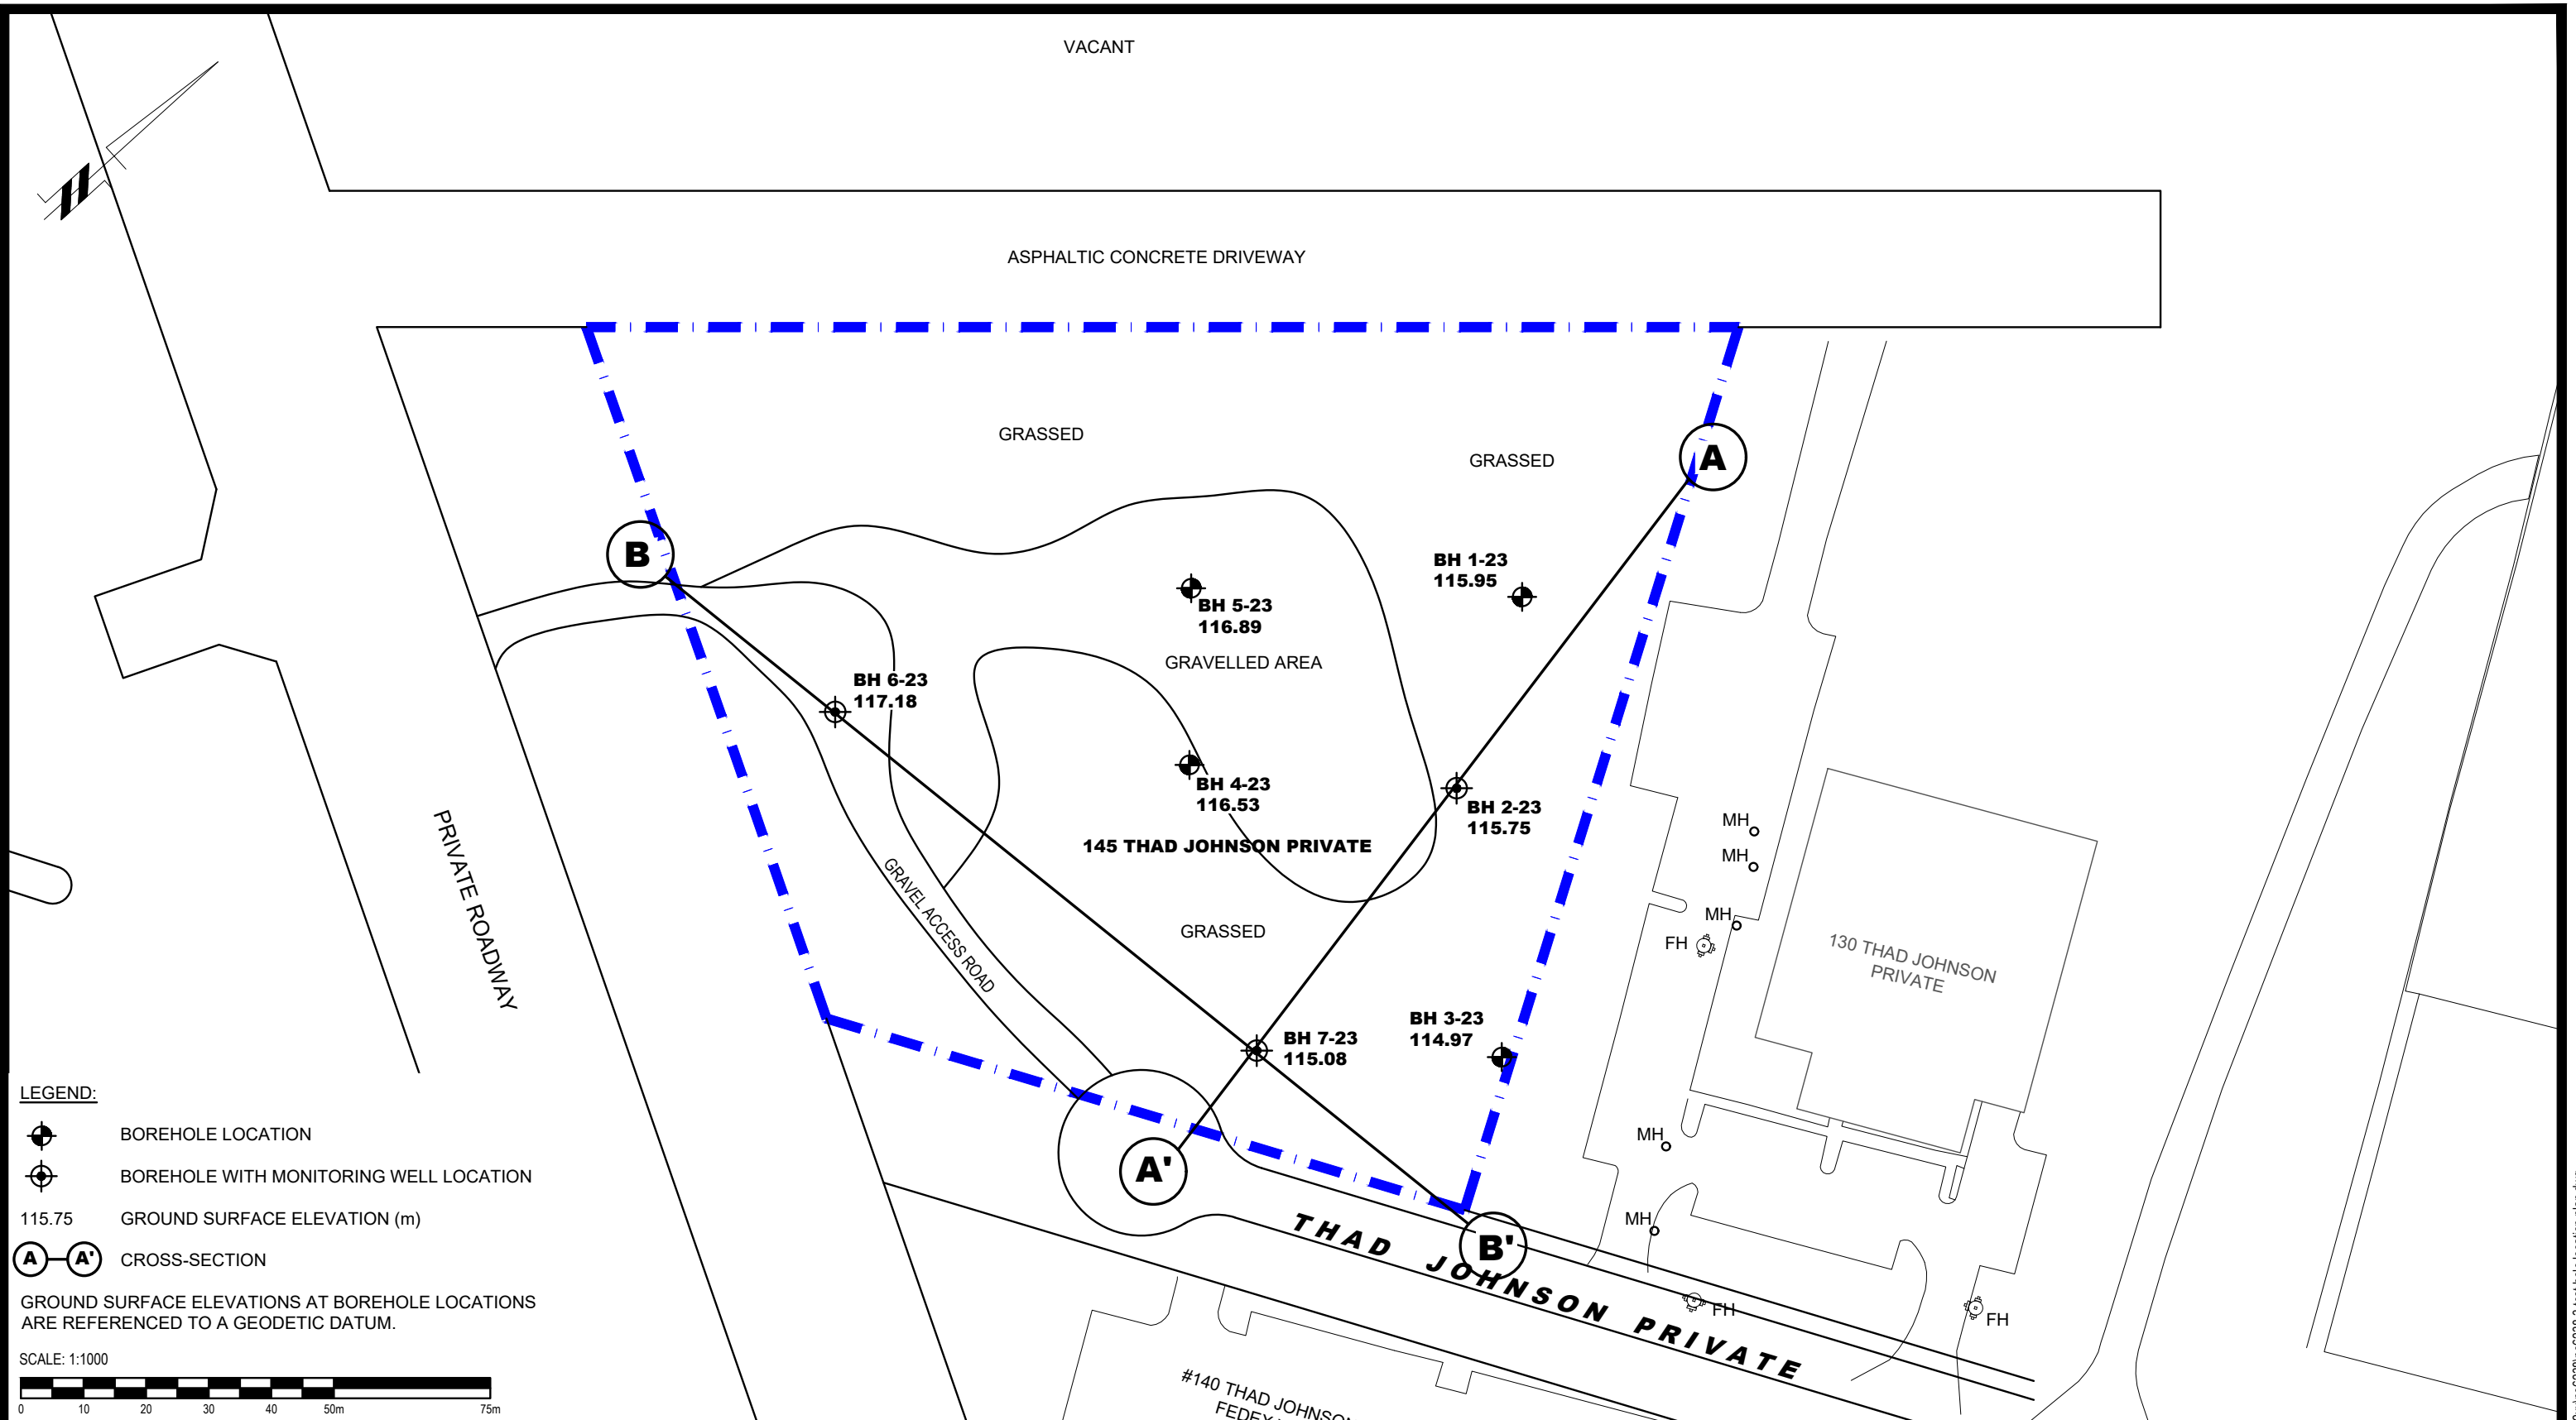 VACANT
ASPHALTIC CONCRETE DRIVEWAY
GRASSED
GRASSED
A
B
BH 1-23
115.95
BH 5-23
116.89
GRAVELLED AREA
BH 6-23
117.18
BH 4-23
116.53
BH 2-23
115.75
145 THAD JOHNSON PRIVATE
MH
MH
MH
FH
130 THAD JOHNSON
PRIVATE
PRIVATE ROADWAY
GRAVEL ACCESS ROAD
GRASSED
BH 7-23
115.08
BH 3-23
114.97
A'
B'
MH
MH
FH
FH
THAD JOHNSON PRIVATE
#140 THAD JOHNSON
LEGEND:
BOREHOLE LOCATION
BOREHOLE WITH MONITORING WELL LOCATION
115.75 GROUND SURFACE ELEVATION (m)
A A' CROSS-SECTION
GROUND SURFACE ELEVATIONS AT BOREHOLE LOCATIONS
ARE REFERENCED TO A GEODETIC DATUM.
SCALE: 1:1000
0 10 20 30 40 50m 75m